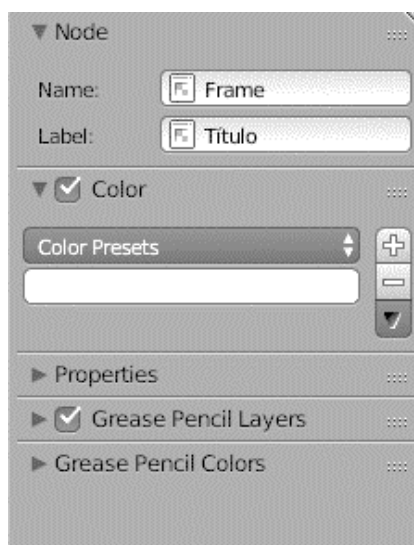 Node
Name: Frame
Label: Título
Color
Color Presets
Properties
Grease Pencil Layers
Grease Pencil Colors